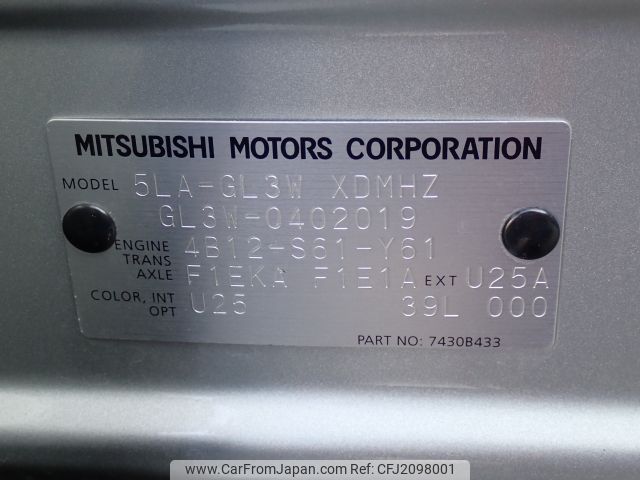 MITSUBISHI MOTORS CORPORATION
MODEL 5LA-GL3W XDMHZ
GL3W-0402019
ENGINE 4B12-S61-Y61
TRANS AXLE F1EKA F1E1A EXT U25A
COLOR, INT OPT U25 39L 000
PART NO: 7430B433
www.CarFromJapan.com | Ref No. CFJ2098001